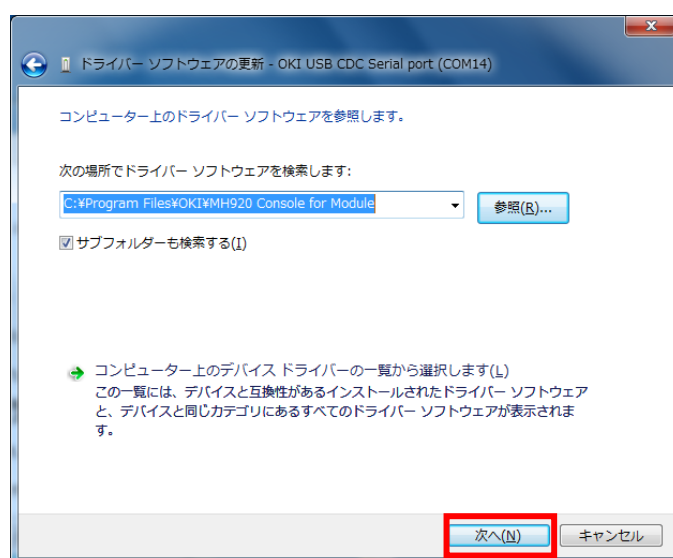 ドライバー ソフトウェアの更新 - OKI USB CDC Serial port (COM14)
コンピューター上のドライバー ソフトウェアを参照します。
次の場所でドライバー ソフトウェアを検索します:
C:¥Program Files¥OKI¥MH920 Console for Module
参照(R)...
サブフォルダーも検索する(I)
コンピューター上のデバイス ドライバーの一覧から選択します(L)
この一覧には、デバイスと互換性があるインストールされたドライバー ソフトウェア
と、デバイスと同じカテゴリにあるすべてのドライバー ソフトウェアが表示されま
す。
次へ(N)
キャンセル